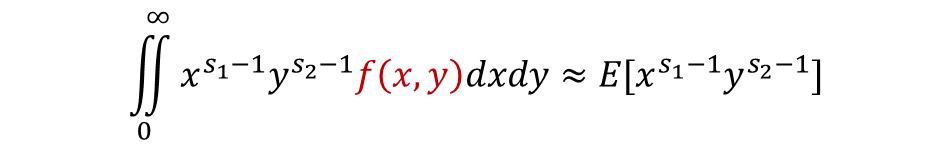 ∬₀^∞ x^{s₁−1}y^{s₂−1}f(x, y)dxdy ≈ E[x^{s₁−1}y^{s₂−1}]